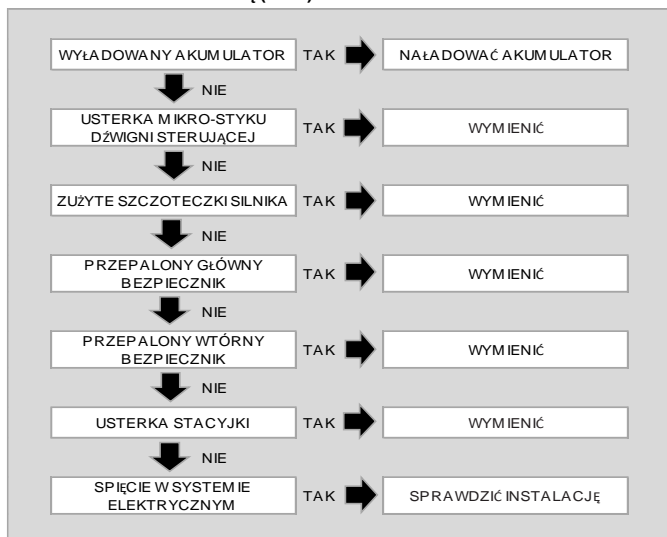 WYŁADOWANY AKUMULATOR TAK NAŁADOWAĆ AKUMULATOR
NIE
USTERKA MIKRO-STYKU
DŹWIGNI STERUJĄCEJ
TAK WYMIENIĆ
NIE
ZUŻYTE SZCZOTECZKI SILNIKA TAK WYMIENIĆ
NIE
PRZEPALONY GŁÓWNY
BEZPIECZNIK
TAK WYMIENIĆ
NIE
PRZEPALONY WTÓRNY
BEZPIECZNIK
TAK WYMIENIĆ
NIE
USTERKA STACYJKI TAK WYMIENIĆ
NIE
SPIĘCIE W SYSTEMIE
ELEKTRYCZNYM
TAK SPRAWDZIĆ INSTALACJĘ